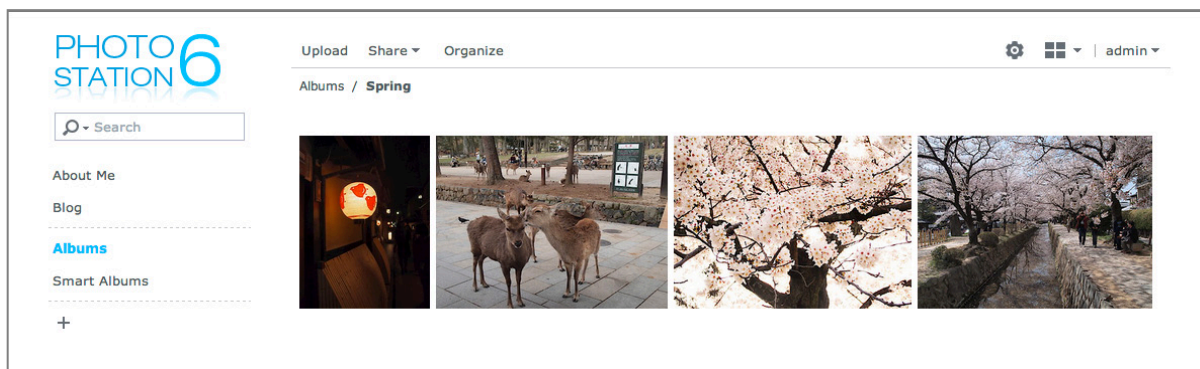 PHOTO
STATION 6
Upload Share Organize
| admin
Albums / Spring
Search
About Me
Blog
Albums
Smart Albums
+